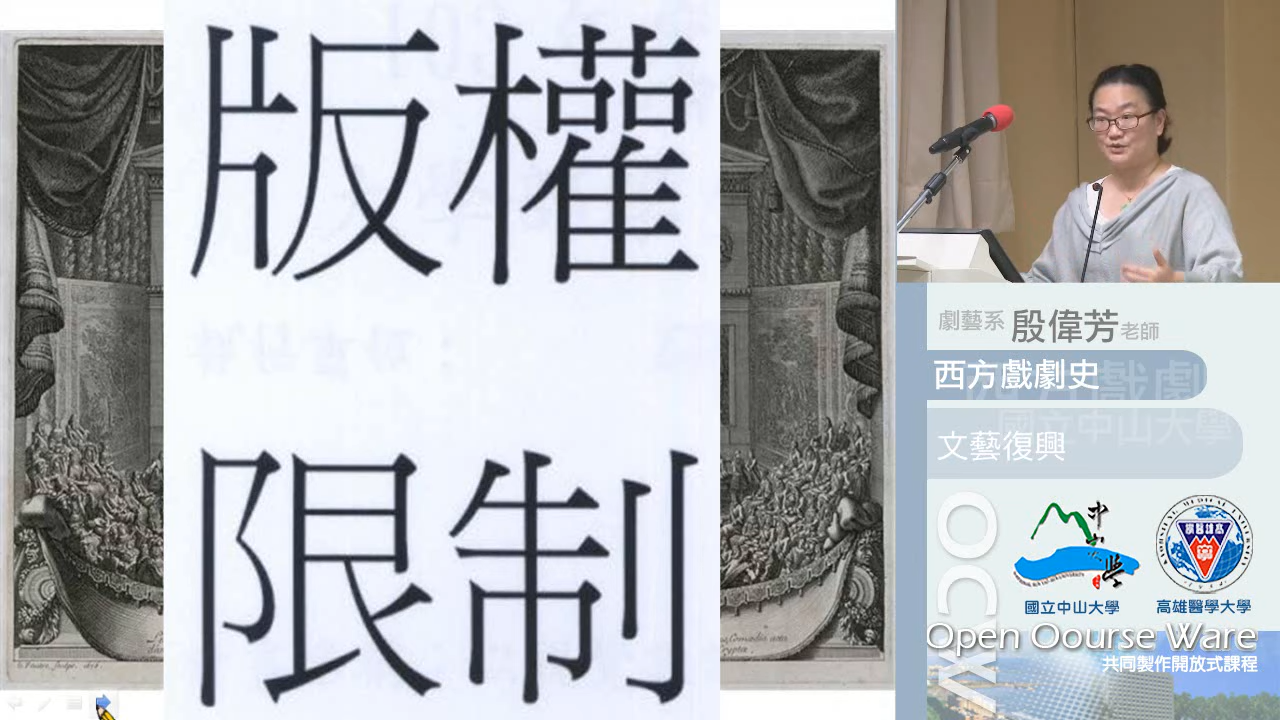 版權
限制
劇藝系 殷偉芳老師
西方戲劇史
文藝復興
OCW
國立中山大學
高雄醫學大學
Open Oourse Ware
共同製作開放式課程